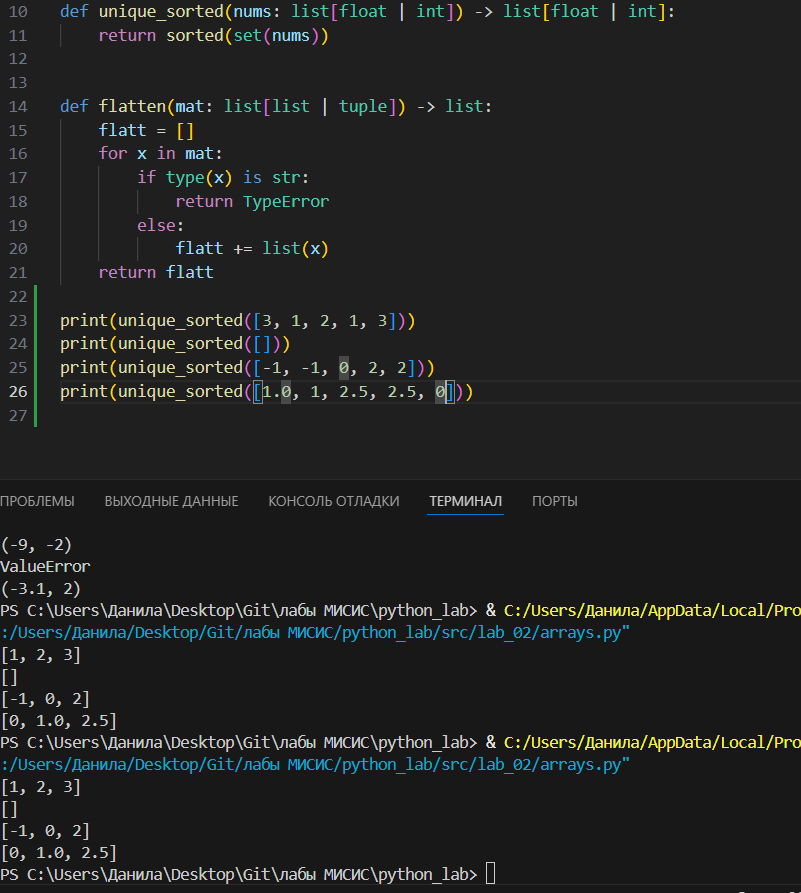 10 def unique_sorted(nums: list[float | int]) -> list[float | int]:
11     return sorted(set(nums))
12
13
14 def flatten(mat: list[list | tuple]) -> list:
15     flatt = []
16     for x in mat:
17         if type(x) is str:
18             return TypeError
19         else:
20             flatt += list(x)
21     return flatt
22
23 print(unique_sorted([3, 1, 2, 1, 3]))
24 print(unique_sorted([]))
25 print(unique_sorted([-1, -1, 0, 2, 2]))
26 print(unique_sorted([1.0, 1, 2.5, 2.5, 0]))
27
ПРОБЛЕМЫ ВЫХОДНЫЕ ДАННЫЕ КОНСОЛЬ ОТЛАДКИ ТЕРМИНАЛ ПОРТЫ
(-9, -2)
ValueError
(-3.1, 2)
PS C:\Users\Данила\Desktop\Git\лабы МИСИС\python_lab> & C:/Users/Данила/AppData/Local/Pro
:/Users/Данила/Desktop/Git/лабы МИСИС/python_lab/src/lab_02/arrays.py"
[1, 2, 3]
[]
[-1, 0, 2]
[0, 1.0, 2.5]
PS C:\Users\Данила\Desktop\Git\лабы МИСИС\python_lab> & C:/Users/Данила/AppData/Local/Pro
:/Users/Данила/Desktop/Git/лабы МИСИС/python_lab/src/lab_02/arrays.py"
[1, 2, 3]
[]
[-1, 0, 2]
[0, 1.0, 2.5]
PS C:\Users\Данила\Desktop\Git\лабы МИСИС\python_lab>